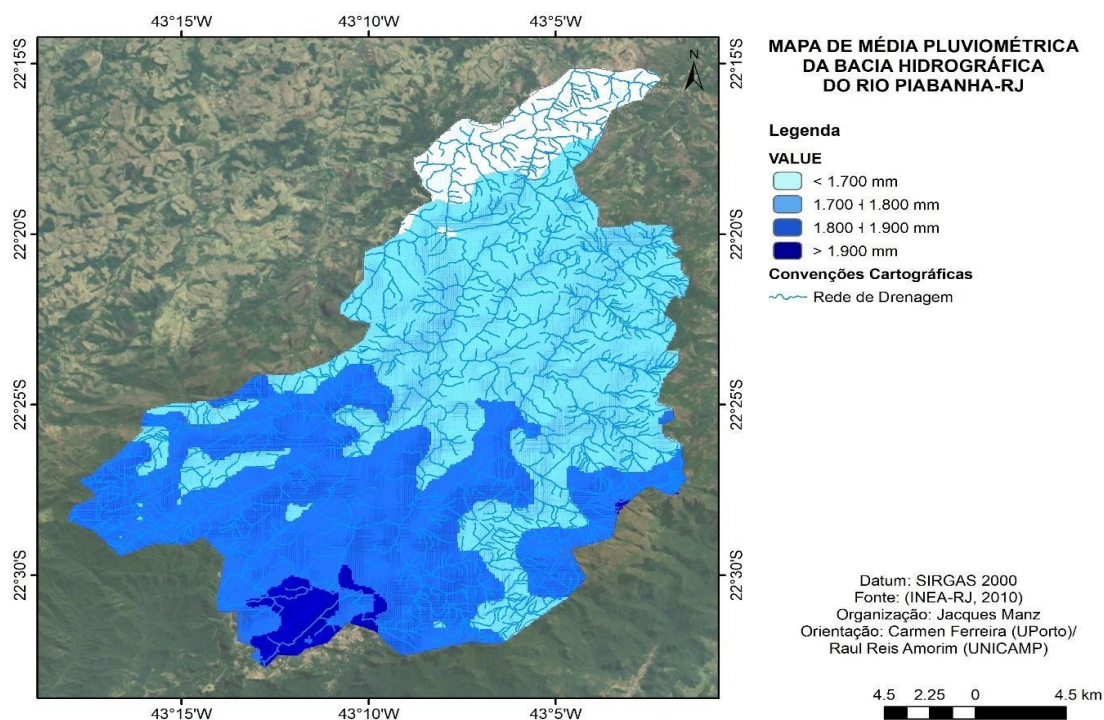 43°15'W 43°10'W 43°5'W
22°15'S 22°15'S
N
22°20'S 22°20'S
22°25'S 22°25'S
22°30'S 22°30'S
43°15'W 43°10'W 43°5'W
MAPA DE MÉDIA PLUVIOMÉTRICA
DA BACIA HIDROGRÁFICA
DO RIO PIABANHA-RJ
Legenda
VALUE
< 1.700 mm
1.700 ⫞ 1.800 mm
1.800 ⫞ 1.900 mm
> 1.900 mm
Convenções Cartográficas
Rede de Drenagem
Datum: SIRGAS 2000
Fonte: (INEA-RJ, 2010)
Organização: Jacques Manz
Orientação: Carmen Ferreira (UPorto)/
Raul Reis Amorim (UNICAMP)
4.5 2.25 0 4.5 km